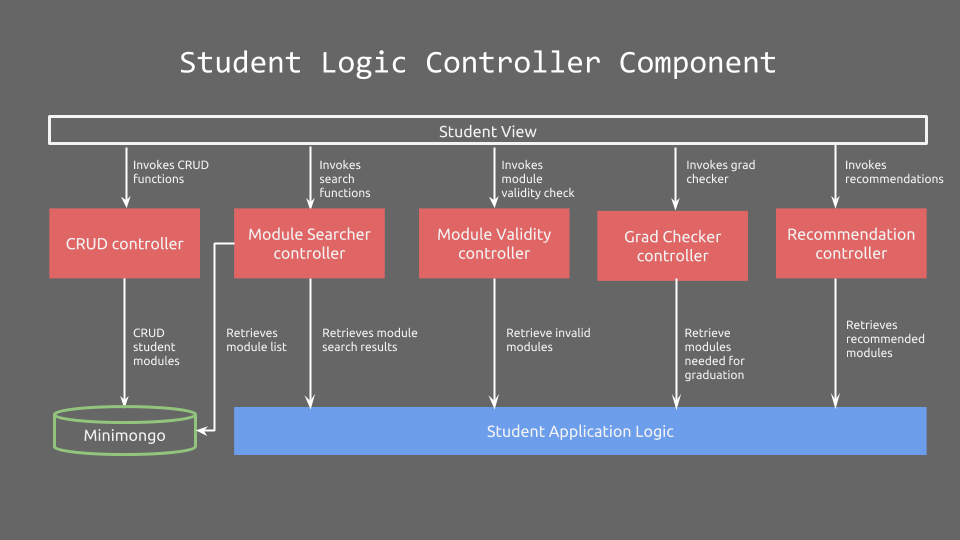 Student Logic Controller Component
Student View
Invokes CRUD
functions
Invokes
search
functions
Invokes
module
validity check
Invokes grad
checker
Invokes
recommendations
CRUD controller
Module Searcher
controller
Module Validity
controller
Grad Checker
controller
Recommendation
controller
CRUD
student
modules
Retrieves
module list
Retrieves module
search results
Retrieve invalid
modules
Retrieve
modules
needed for
graduation
Retrieves
recommended
modules
Minimongo
Student Application Logic